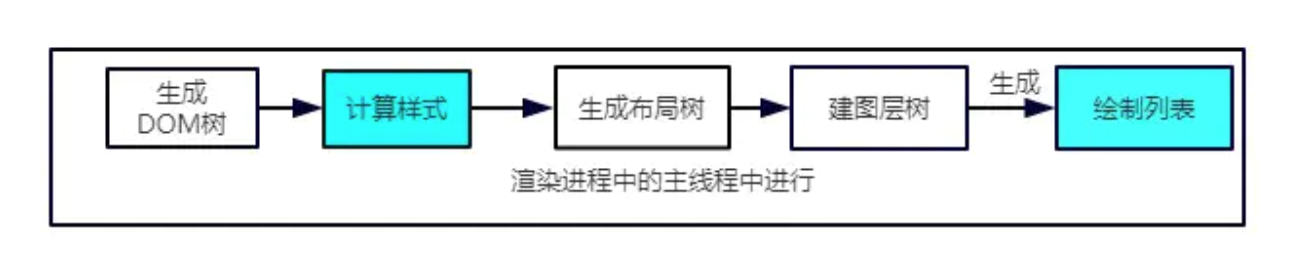 生成
DOM树
计算样式
生成布局树
建图层树
生成
绘制列表
渲染进程中的主线程中进行